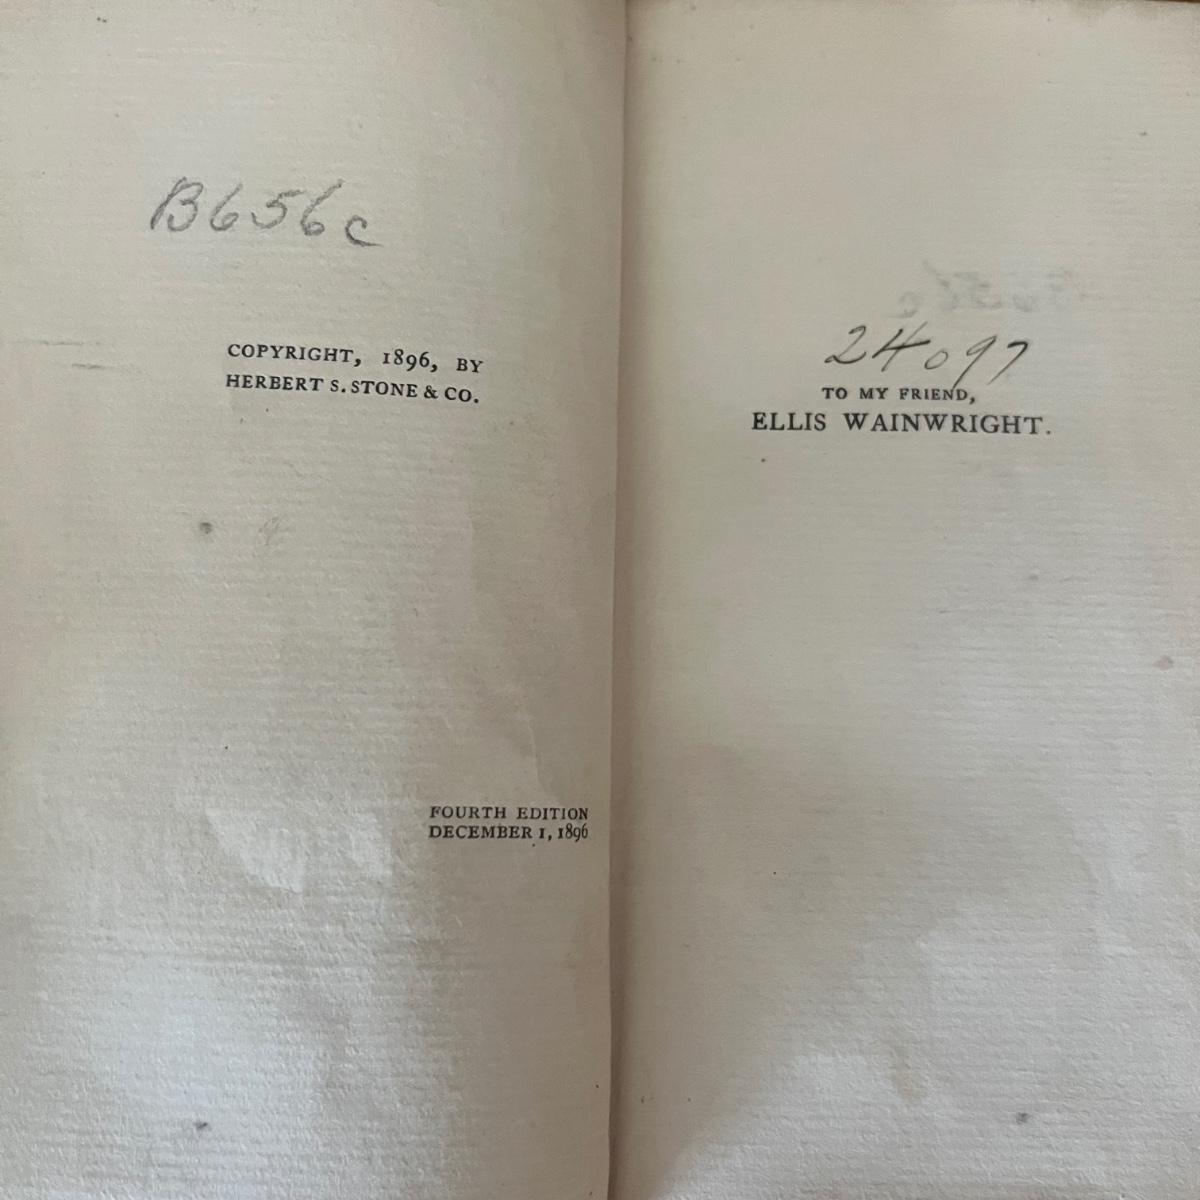 B656c
COPYRIGHT, 1896, BY
HERBERT S. STONE & CO.
FOURTH EDITION
DECEMBER 1, 1896
24097
TO MY FRIEND,
ELLIS WAINWRIGHT.